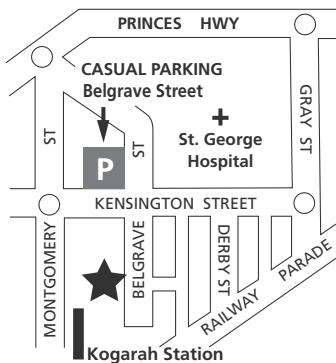 PRINCES HWY
CASUAL PARKING
Belgrave Street
ST
P
ST
St. George
Hospital
GRAY ST
KENSINGTON STREET
MONTGOMERY
BELGRAVE
DERBY ST
RAILWAY PARADE
Kogarah Station